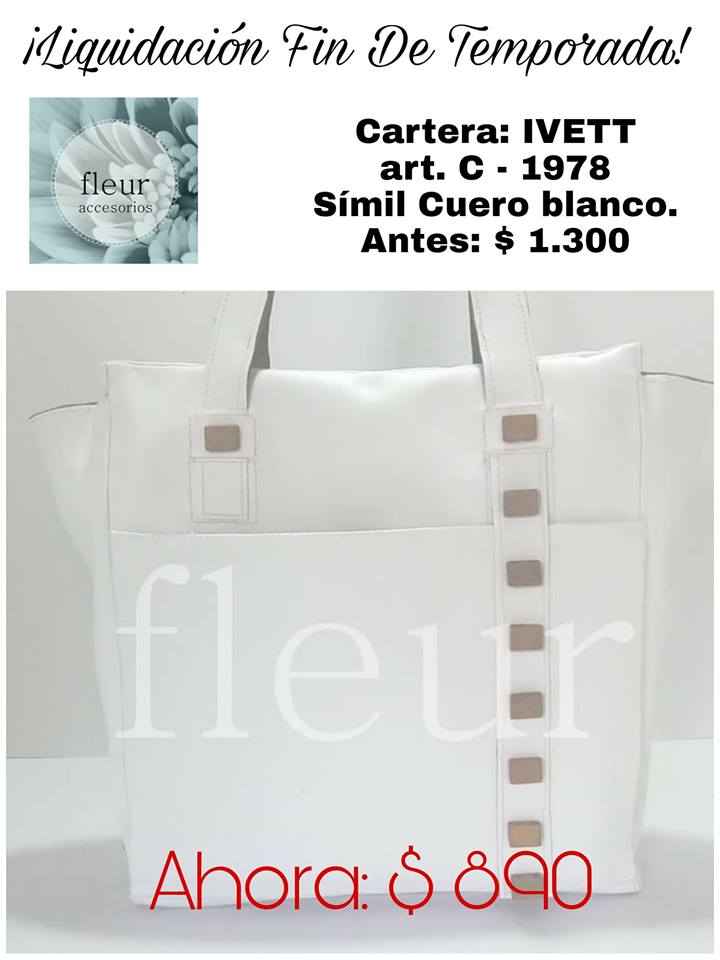 ¡Liquidación Fin De Temporada!
fleur
accesorios
Cartera: IVETT
art. C - 1978
Símil Cuero blanco.
Antes: $ 1.300
fleur
Ahora: $ 890